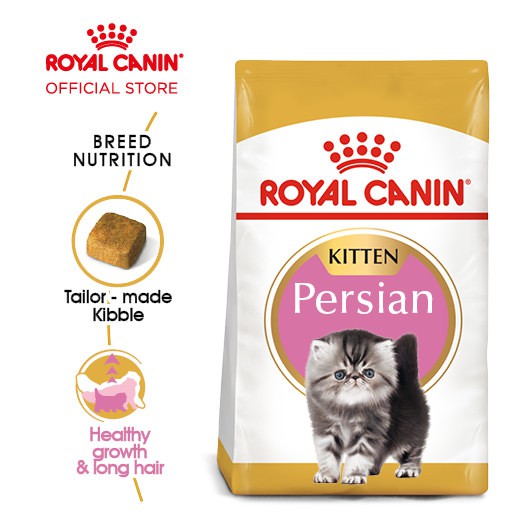 ROYAL CANIN®
OFFICIAL STORE
BREED
NUTRITION
Tailor - made
Kibble
Healthy
growth
& long hair
ROYAL CANIN®
KITTEN
Persian